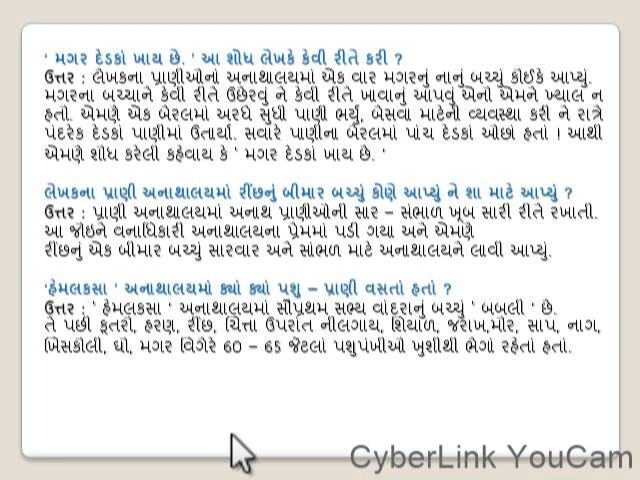 ' મગર દેડકાં ખાય છે. ' આ શોધ લેખકે કેવી રીતે કરી ?
ઉત્તર : લેખકના પ્રાણીઓનાં અનાથાલયમાં એક વાર મગરનું નાનું બચ્ચું કોઈકે આપ્યું.
મગરના બચ્ચાને કેવી રીતે ઉછેરવું ને કેવી રીતે ખાવાનું આપવું એનો એમને ખ્યાલ ન
હતો. એમણે એક બેરલમાં અરધે સુધી પાણી ભર્યું, બેસવા માટેની વ્યવસ્થા કરી ને રાત્રે
પંદરેક દેડકાં પાણીમાં ઉતાર્યા. સવારે પાણીના બેરલમાં પાંચ દેડકાં ઓછાં હતાં ! આથી
એમણે શોધ કરેલી કહેવાય કે ' મગર દેડકાં ખાય છે. '
લેખકના પ્રાણી અનાથાલયમાં રીંછનું બીમાર બચ્ચું કોણે આપ્યું ને શા માટે આપ્યું ?
ઉત્તર : પ્રાણી અનાથાલયમાં અનાથ પ્રાણીઓની સાર – સંભાળ ખૂબ સારી રીતે રખાતી.
આ જોઇને વનાધિકારી અનાથાલયના પ્રેમમાં પડી ગયા અને એમણે
રીંછનું એક બીમાર બચ્ચું સારવાર અને સાંભળ માટે અનાથાલયને લાવી આપ્યું.
'હેમલકસા ' અનાથાલયમાં ક્યાં ક્યાં પશુ – પ્રાણી વસતાં હતાં ?
ઉત્તર : ' હેમલકસા ' અનાથાલયમાં સૌપ્રથમ સભ્ય વાંદરાનું બચ્ચું ' બબલી ' છે.
તે પછી કૂતરો, હરણ, રીંછ, ચિત્તા ઉપરાંત નીલગાય, શિયાળ, જરાખ,મોર, સાપ, નાગ,
ખિસકોલી, ઘો, મગર વિગેરે 60 – 65 જેટલાં પશુપંખીઓ ખુશીથી ભેગાં રહેતાં હતાં.
CyberLink YouCam